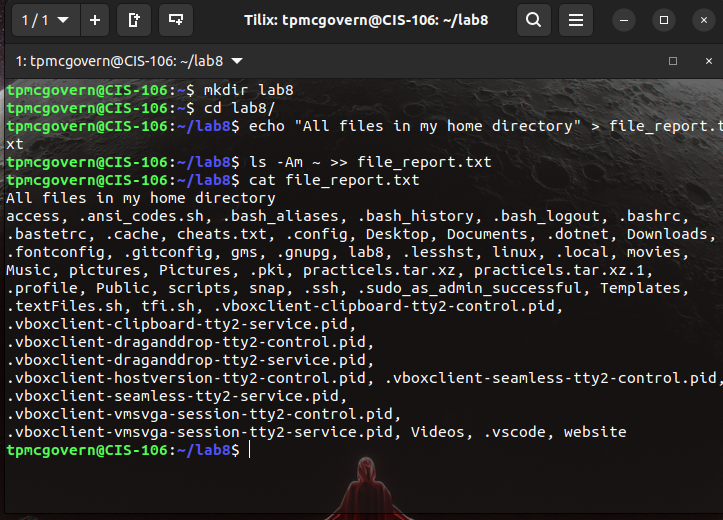 1 / 1
Tilix: tpmcgovern@CIS-106: ~/lab8
1: tpmcgovern@CIS-106: ~/lab8
tpmcgovern@CIS-106:~$ mkdir lab8
tpmcgovern@CIS-106:~$ cd lab8/
tpmcgovern@CIS-106:~/lab8$ echo "All files in my home directory" > file_report.t
xt
tpmcgovern@CIS-106:~/lab8$ ls -Am ~ >> file_report.txt
tpmcgovern@CIS-106:~/lab8$ cat file_report.txt
All files in my home directory
access, .ansi_codes.sh, .bash_aliases, .bash_history, .bash_logout, .bashrc,
.bastetrc, .cache, cheats.txt, .config, Desktop, Documents, .dotnet, Downloads,
.fontconfig, .gitconfig, gms, .gnupg, lab8, .lesshst, linux, .local, movies,
Music, pictures, Pictures, .pki, practicels.tar.xz, practicels.tar.xz.1,
.profile, Public, scripts, snap, .ssh, .sudo_as_admin_successful, Templates,
.textFiles.sh, tfi.sh, .vboxclient-clipboard-tty2-control.pid,
.vboxclient-clipboard-tty2-service.pid,
.vboxclient-draganddrop-tty2-control.pid,
.vboxclient-draganddrop-tty2-service.pid,
.vboxclient-hostversion-tty2-control.pid, .vboxclient-seamless-tty2-control.pid,
.vboxclient-seamless-tty2-service.pid,
.vboxclient-vmsvga-session-tty2-control.pid,
.vboxclient-vmsvga-session-tty2-service.pid, Videos, .vscode, website
tpmcgovern@CIS-106:~/lab8$